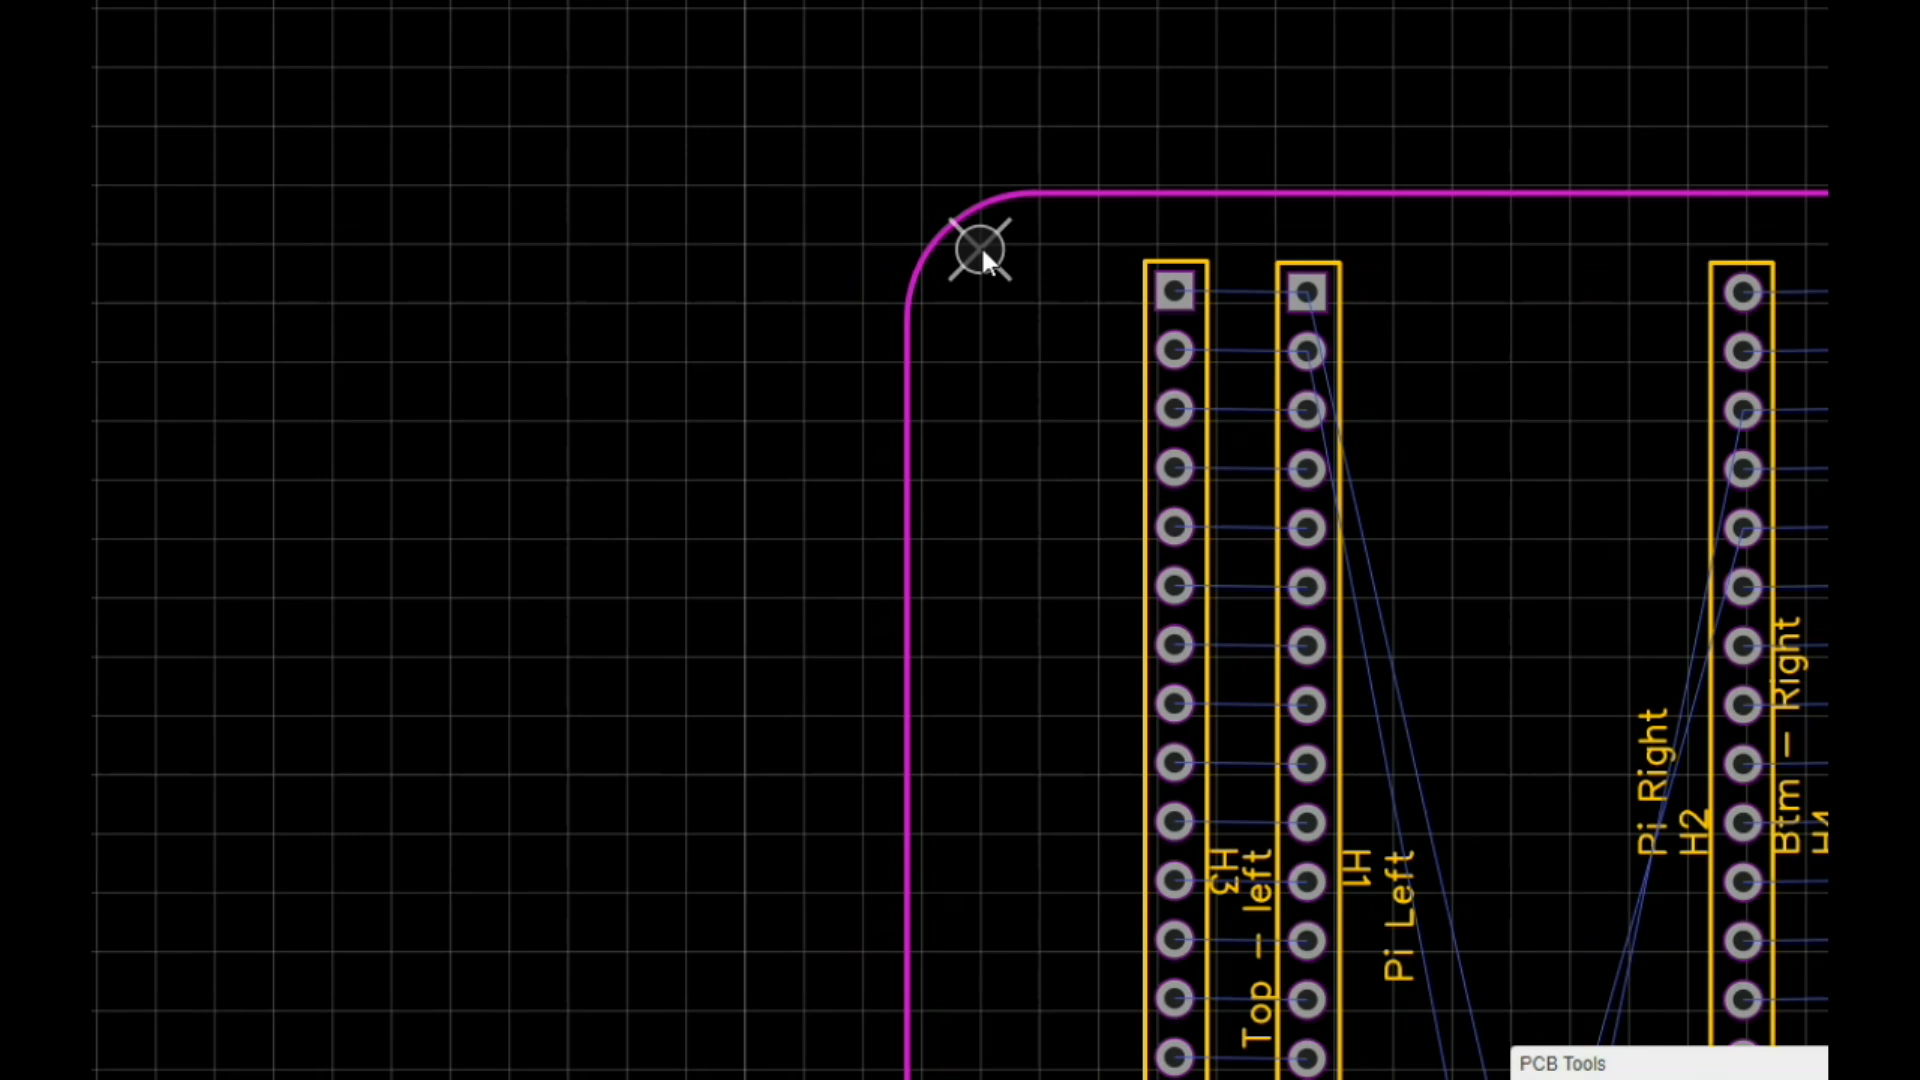 H3
Top – left
H1
Pi Left
Pi Right
H2
Btm – Right
PCB Tools